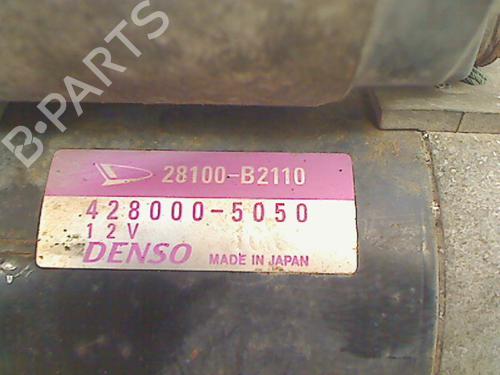 B-PARTS
28100-B2110
428000-5050
12V
DENSO MADE IN JAPAN